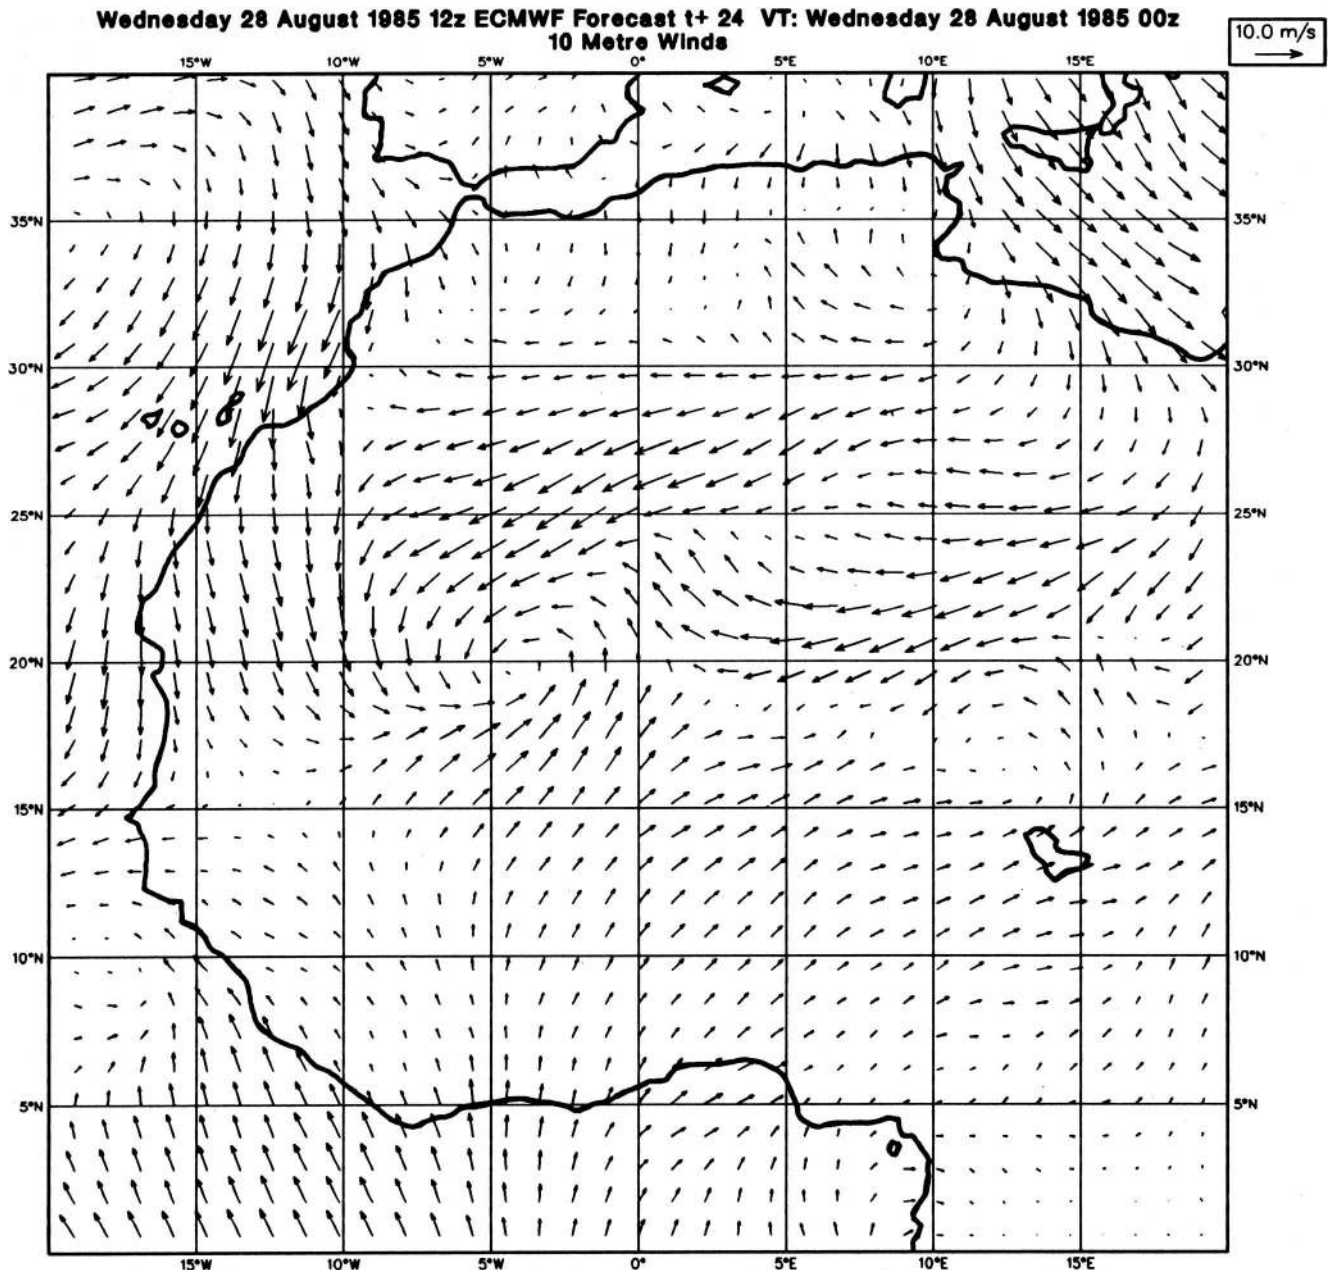 Wednesday 28 August 1985 12z ECMWF Forecast t+ 24 VT: Wednesday 28 August 1985 00z
10 Metre Winds
10.0 m/s
15°W 10°W 5°W 0° 5°E 10°E 15°E
35°N 35°N
30°N 30°N
25°N 25°N
20°N 20°N
15°N 15°N
10°N 10°N
5°N 5°N
15°W 10°W 5°W 0° 5°E 10°E 15°E